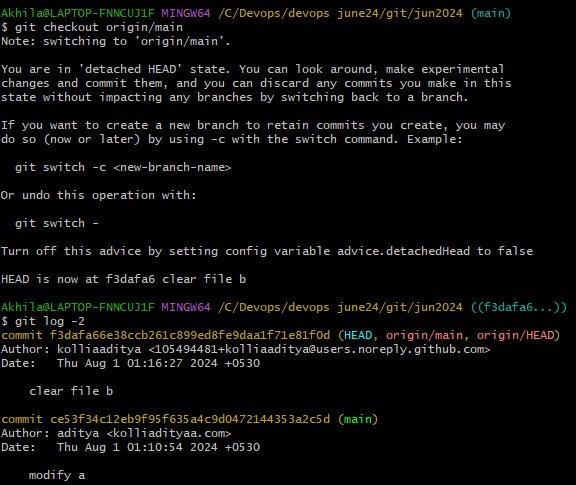 Akhila@LAPTOP-FNNCUJ1F MINGW64 /C/Devops/devops june24/git/jun2024 (main)
$ git checkout origin/main
Note: switching to 'origin/main'.

You are in 'detached HEAD' state. You can look around, make experimental
changes and commit them, and you can discard any commits you make in this
state without impacting any branches by switching back to a branch.

If you want to create a new branch to retain commits you create, you may
do so (now or later) by using -c with the switch command. Example:

  git switch -c <new-branch-name>

Or undo this operation with:

  git switch -

Turn off this advice by setting config variable advice.detachedHead to false

HEAD is now at f3dafa6 clear file b

Akhila@LAPTOP-FNNCUJ1F MINGW64 /C/Devops/devops june24/git/jun2024 ((f3dafa6...))
$ git log -2
commit f3dafa66e38ccb261c899ed8fe9daa1f71e81f0d (HEAD, origin/main, origin/HEAD)
Author: kolliaaditya <105494481+kolliaaditya@users.noreply.github.com>
Date:   Thu Aug 1 01:16:27 2024 +0530

    clear file b

commit ce53f34c12eb9f95f635a4c9d0472144353a2c5d (main)
Author: aditya <kolliadityaa.com>
Date:   Thu Aug 1 01:10:54 2024 +0530

    modify a